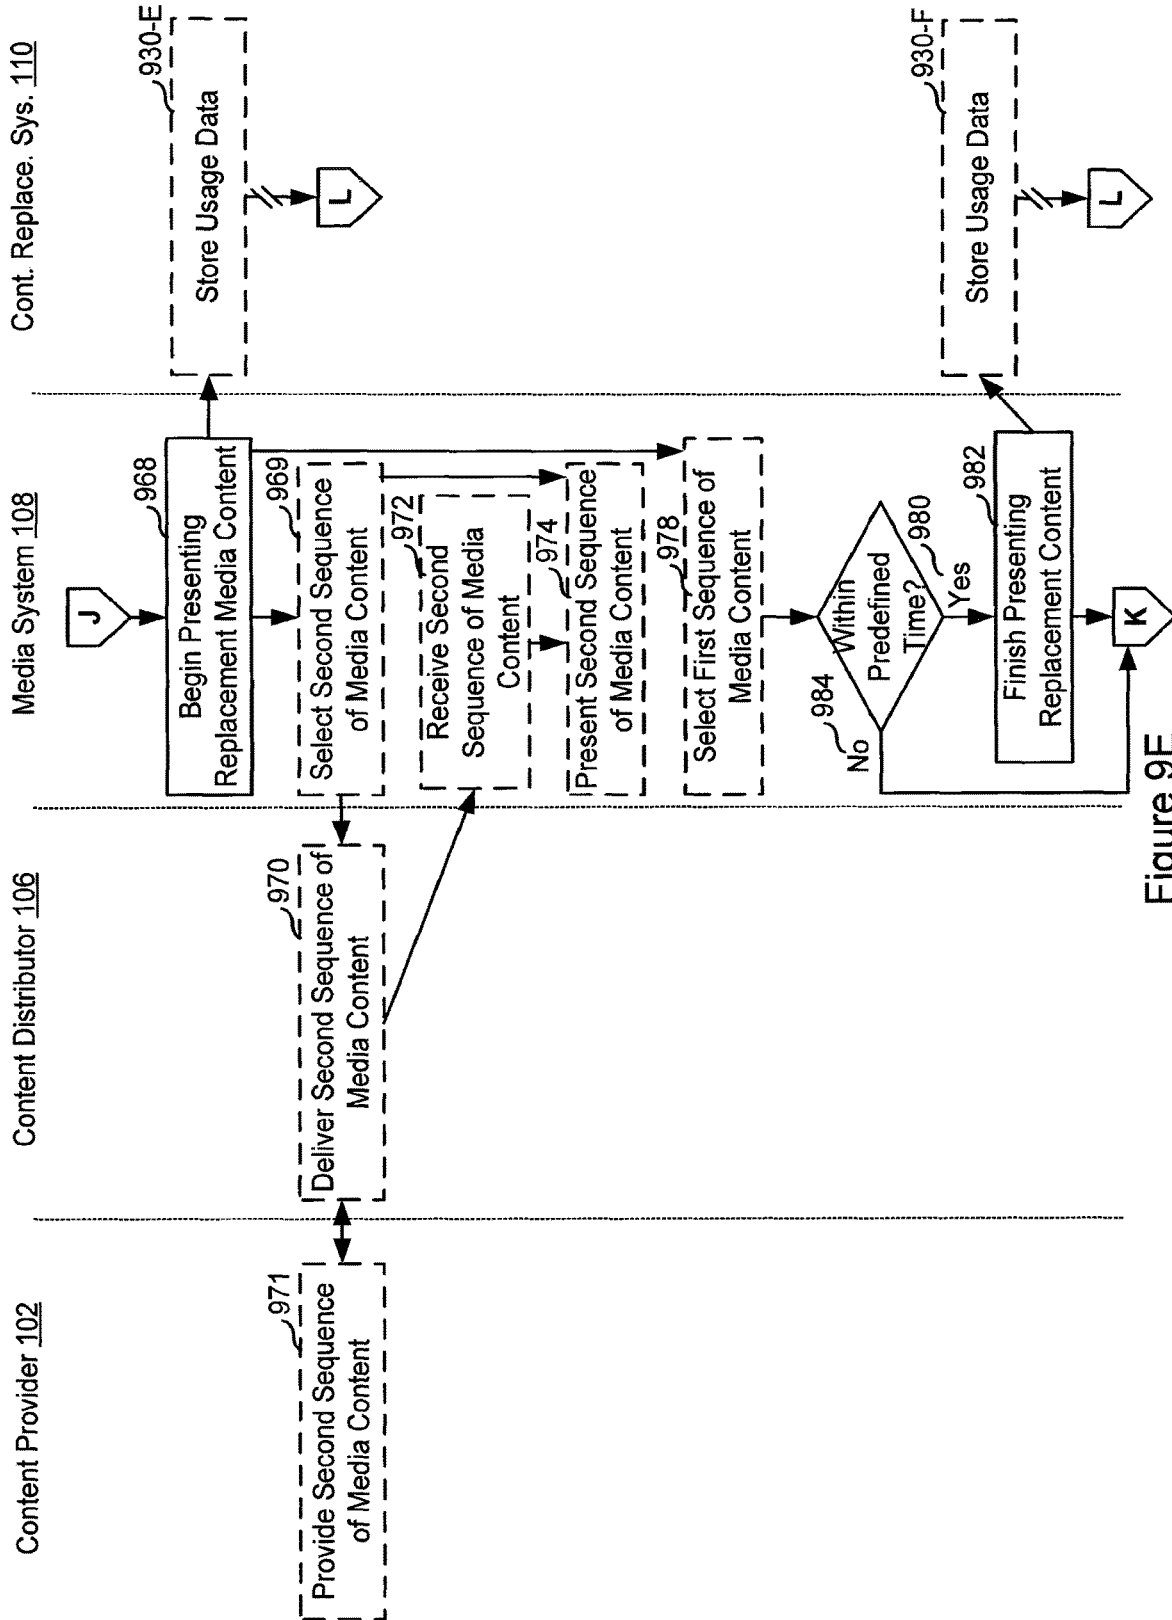 Content Provider 102
Content Distributor 106
Media System 108
Cont. Replace. Sys. 110
J
968
Begin Presenting
Replacement Media Content
930-E
Store Usage Data
L
971
Provide Second Sequence
of Media Content
970
Deliver Second Sequence of
Media Content
969
Select Second Sequence
of Media Content
972
Receive Second
Sequence of Media
Content
974
Present Second Sequence
of Media Content
978
Select First Sequence of
Media Content
Within
Predefined
Time?
984
No
980
Yes
982
Finish Presenting
Replacement Content
930-F
Store Usage Data
L
K
Figure 9E